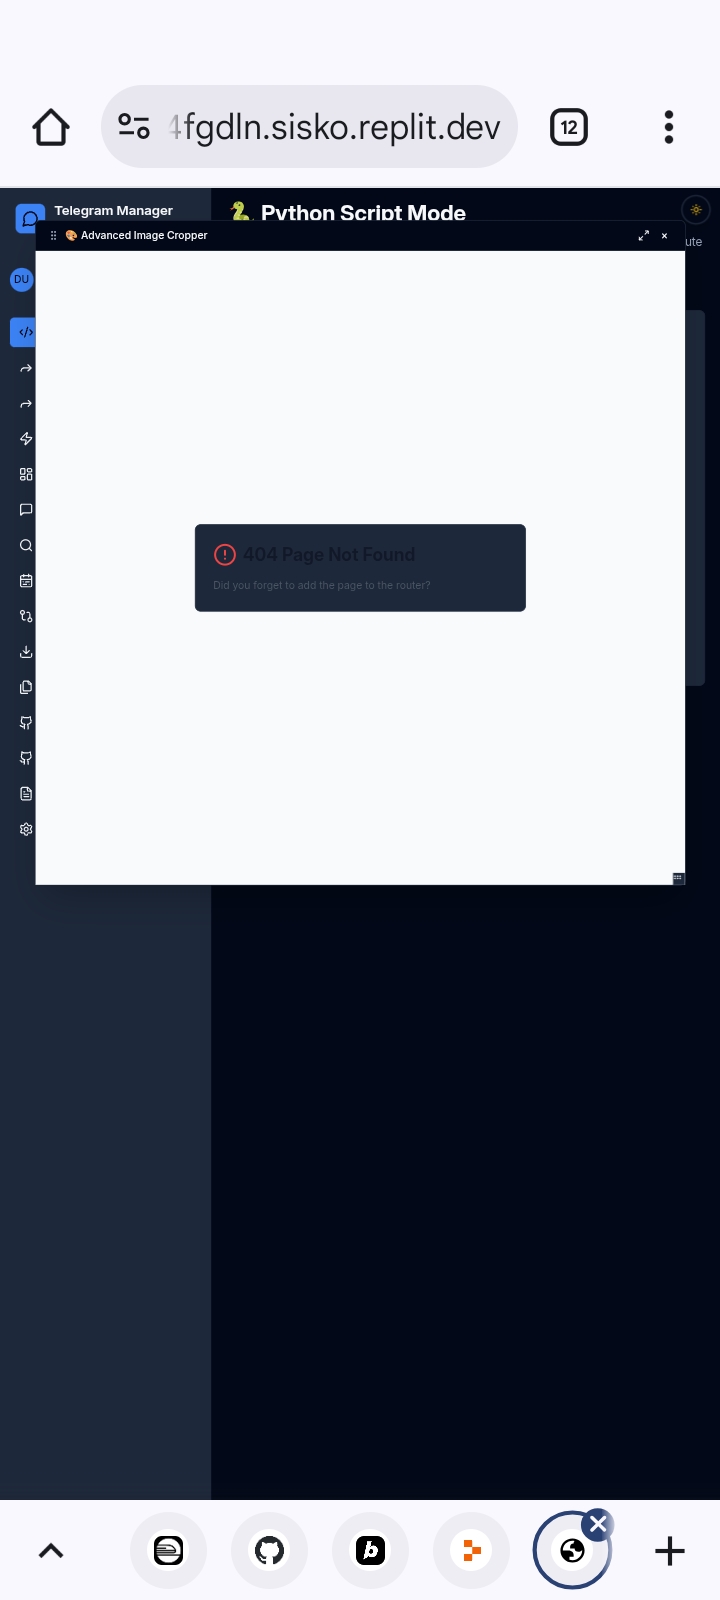 4fgdln.sisko.replit.dev
12
Telegram Manager
🐍 Python Script Mode
🎨 Advanced Image Cropper
ute
DU
404 Page Not Found
Did you forget to add the page to the router?